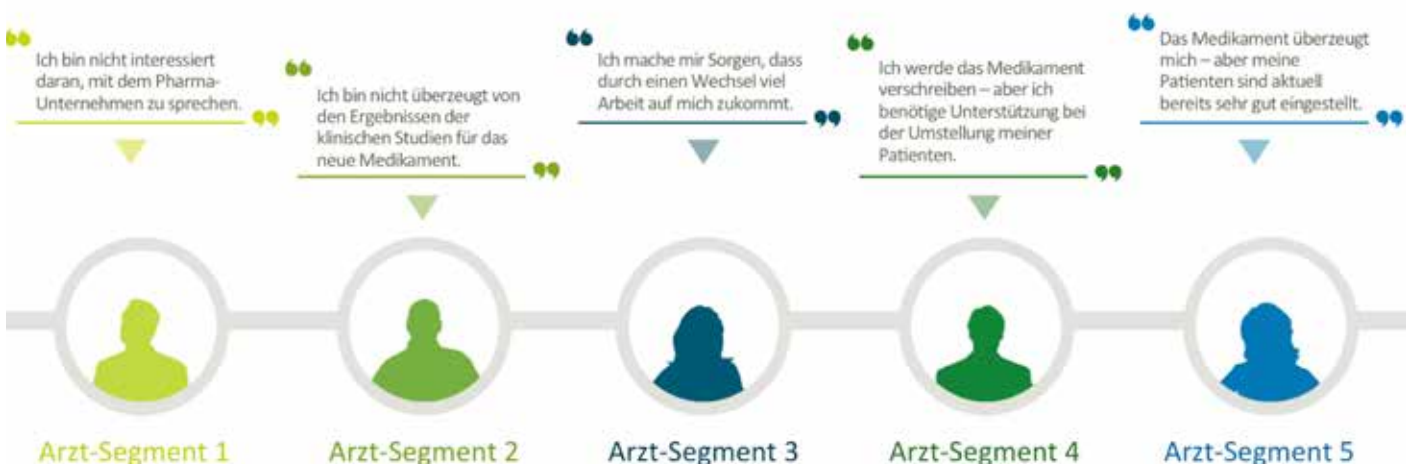 Ich bin nicht interessiert
daran, mit dem Pharma-
Unternehmen zu sprechen.
Ich bin nicht überzeugt von
den Ergebnissen der
klinischen Studien für das
neue Medikament.
Ich mache mir Sorgen, dass
durch einen Wechsel viel
Arbeit auf mich zukommt.
Ich werde das Medikament
verschreiben – aber ich
benötige Unterstützung bei
der Umstellung meiner
Patienten.
Das Medikament überzeugt
mich – aber meine
Patienten sind aktuell
bereits sehr gut eingestellt.
Arzt-Segment 1
Arzt-Segment 2
Arzt-Segment 3
Arzt-Segment 4
Arzt-Segment 5